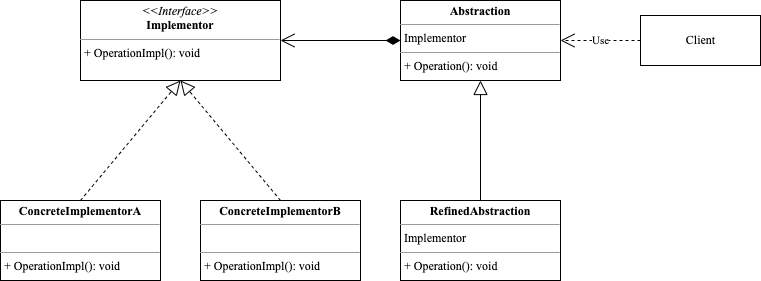 <<Interface>>
Implementor
+ OperationImpl(): void
Abstraction
Implementor
+ Operation(): void
Use
Client
ConcreteImplementorA
+ OperationImpl(): void
ConcreteImplementorB
+ OperationImpl(): void
RefinedAbstraction
Implementor
+ Operation(): void